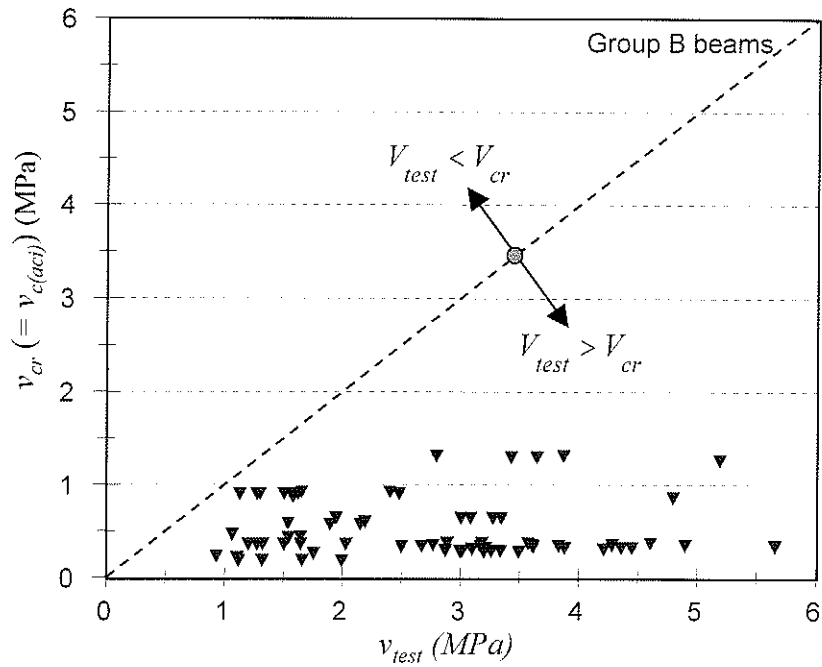 Group B beams
6
5
4
3
2
1
0
v_cr (= v_c(aci)) (MPa)
V_test < V_cr
V_test > V_cr
0 1 2 3 4 5 6
v_test (MPa)